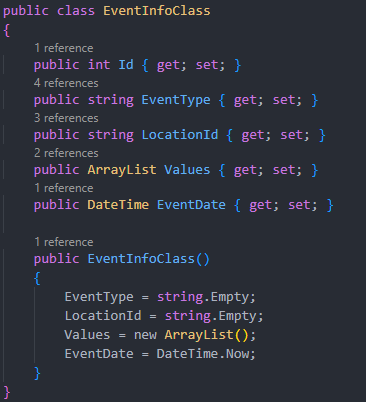 public class EventInfoClass
{
1 reference
public int Id { get; set; }
4 references
public string EventType { get; set; }
3 references
public string LocationId { get; set; }
2 references
public ArrayList Values { get; set; }
1 reference
public DateTime EventDate { get; set; }
1 reference
public EventInfoClass()
{
EventType = string.Empty;
LocationId = string.Empty;
Values = new ArrayList();
EventDate = DateTime.Now;
}
}